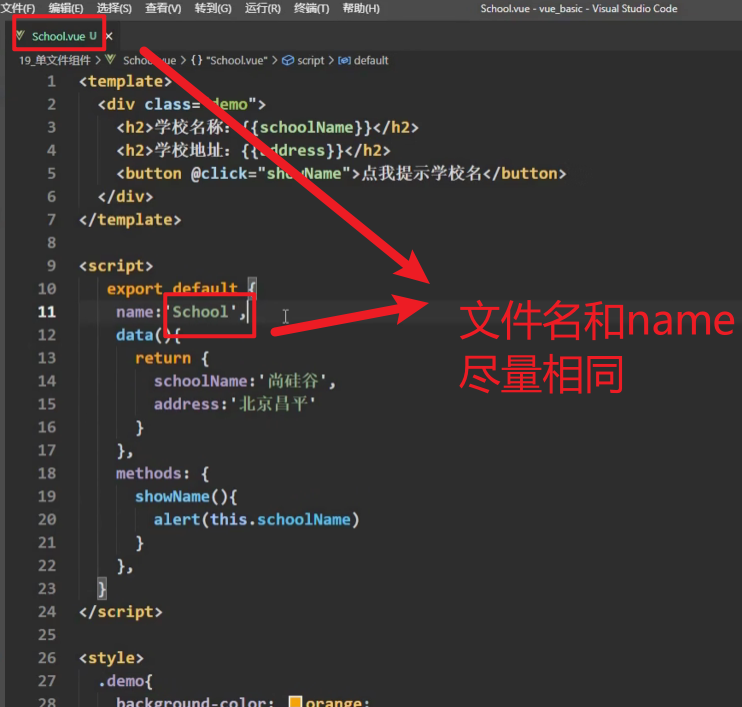 文件(F) 编辑(E) 选择(S) 查看(V) 转到(G) 运行(R) 终端(T) 帮助(H) School.vue - vue_basic - Visual Studio Code
School.vue U ×
19_单文件组件 > School.vue > {} "School.vue" > script > default
1 <template>
2 <div class="demo">
3 <h2>学校名称：{{schoolName}}</h2>
4 <h2>学校地址：{{address}}</h2>
5 <button @click="showName">点我提示学校名</button>
6 </div>
7 </template>
8
9 <script>
10 export default {
11 name:'School',
12 data(){
13 return {
14 schoolName:'尚硅谷',
15 address:'北京昌平'
16 }
17 },
18 methods: {
19 showName(){
20 alert(this.schoolName)
21 }
22 },
23 }
24 </script>
25
26 <style>
27 .demo{
28 background-color: orange;
文件名和name
尽量相同